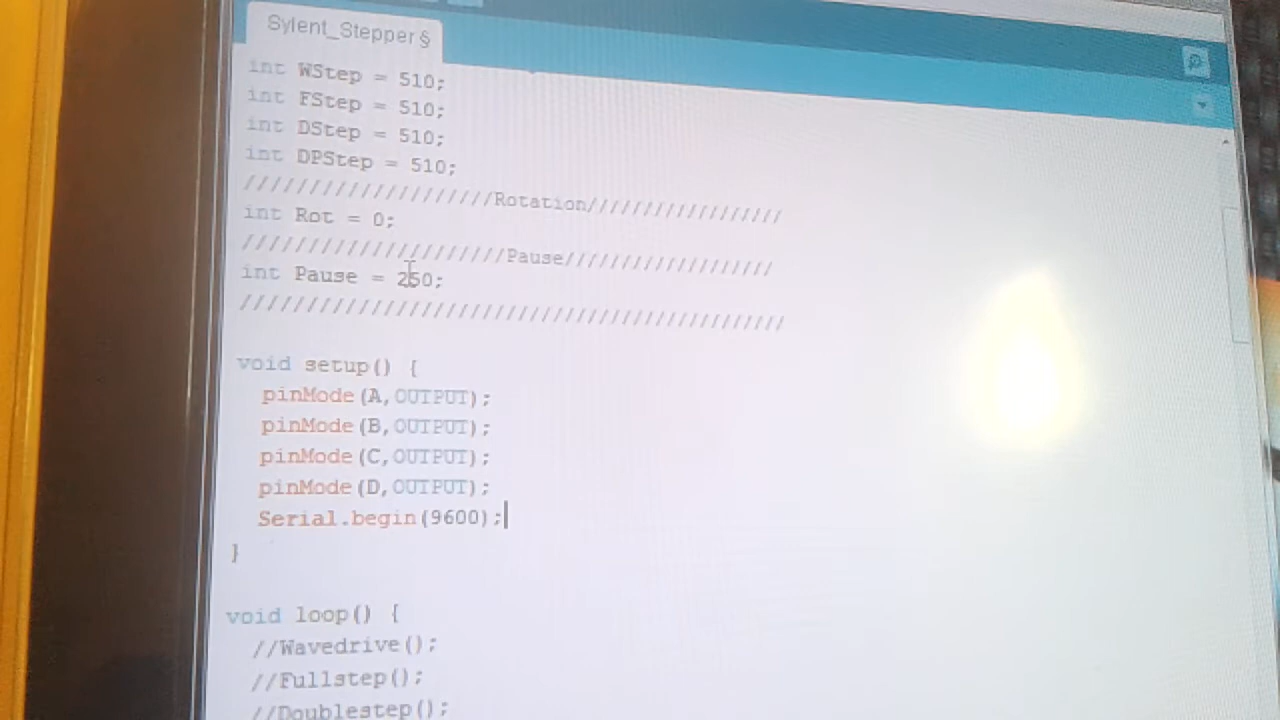 Sylent_Stepper §
int WStep = 510;
int FStep = 510;
int DStep = 510;
int DPStep = 510;
///////////////////Rotation//////////////////
int Rot = 0;
////////////////////Pause///////////////////
int Pause = 250;
//////////////////////////////////////////
void setup() {
pinMode(A,OUTPUT);
pinMode(B,OUTPUT);
pinMode(C,OUTPUT);
pinMode(D,OUTPUT);
Serial.begin(9600);
}
void loop() {
//Wavedrive();
//Fullstep();
//Doublestep();